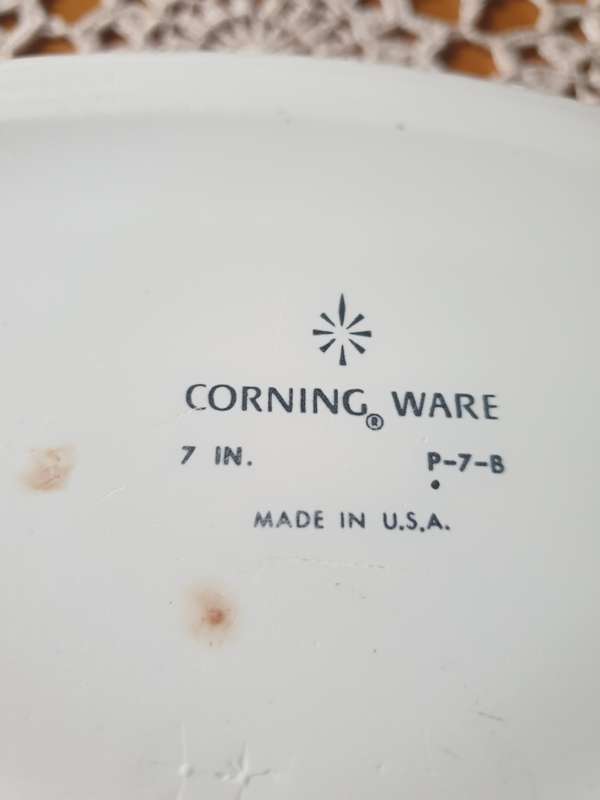 CORNING® WARE
7 IN. P-7-B
MADE IN U.S.A.